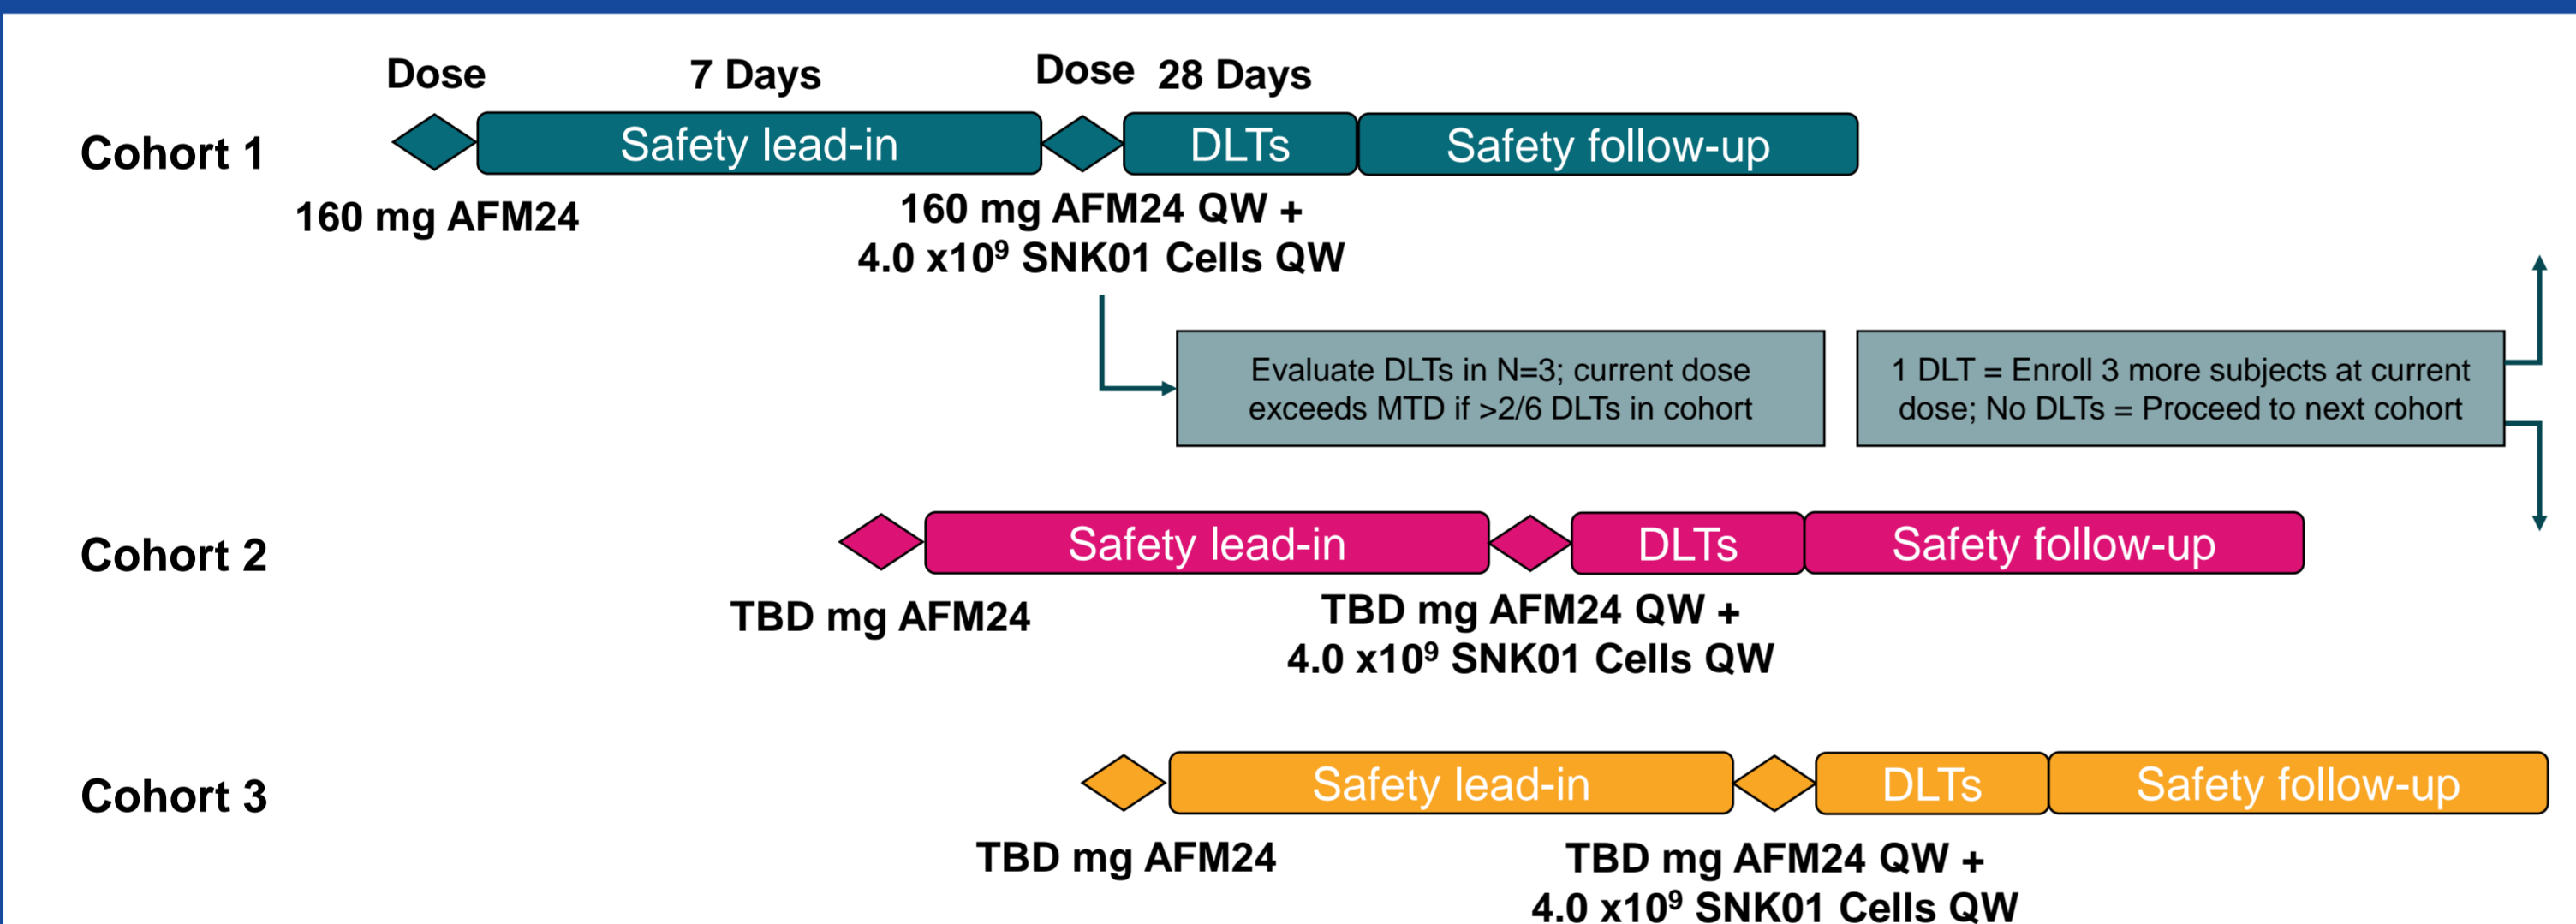 Dose 7 Days Dose 28 Days
Cohort 1 Safety lead-in DLTs Safety follow-up
160 mg AFM24
160 mg AFM24 QW +
4.0 x10⁹ SNK01 Cells QW
Evaluate DLTs in N=3; current dose
exceeds MTD if >2/6 DLTs in cohort
1 DLT = Enroll 3 more subjects at current
dose; No DLTs = Proceed to next cohort
Cohort 2 Safety lead-in DLTs Safety follow-up
TBD mg AFM24
TBD mg AFM24 QW +
4.0 x10⁹ SNK01 Cells QW
Cohort 3 Safety lead-in DLTs Safety follow-up
TBD mg AFM24
TBD mg AFM24 QW +
4.0 x10⁹ SNK01 Cells QW